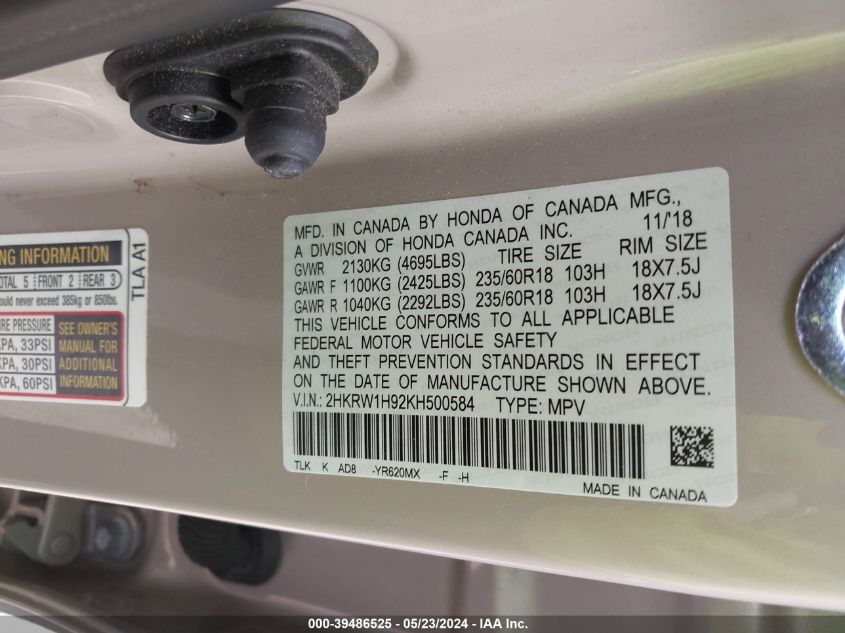 NG INFORMATION
OTAL 5 FRONT 2 REAR 3
ould never exceed 385kg or 850lbs.
RE PRESSURE
KPA, 33PSI
KPA, 30PSI
KPA, 60PSI
SEE OWNER'S
MANUAL FOR
ADDITIONAL
INFORMATION
TLA A1
MFD. IN CANADA BY HONDA OF CANADA MFG.,
A DIVISION OF HONDA CANADA INC. 11/'18
GVWR 2130KG (4695LBS) TIRE SIZE RIM SIZE
GAWR F 1100KG (2425LBS) 235/60R18 103H 18X7.5J
GAWR R 1040KG (2292LBS) 235/60R18 103H 18X7.5J
THIS VEHICLE CONFORMS TO ALL APPLICABLE
FEDERAL MOTOR VEHICLE SAFETY
AND THEFT PREVENTION STANDARDS IN EFFECT
ON THE DATE OF MANUFACTURE SHOWN ABOVE.
V.I.N.: 2HKRW1H92KH500584 TYPE: MPV
TLK K AD8 -YR620MX -F -H
MADE IN CANADA
000-39486525 - 05/23/2024 - IAA Inc.